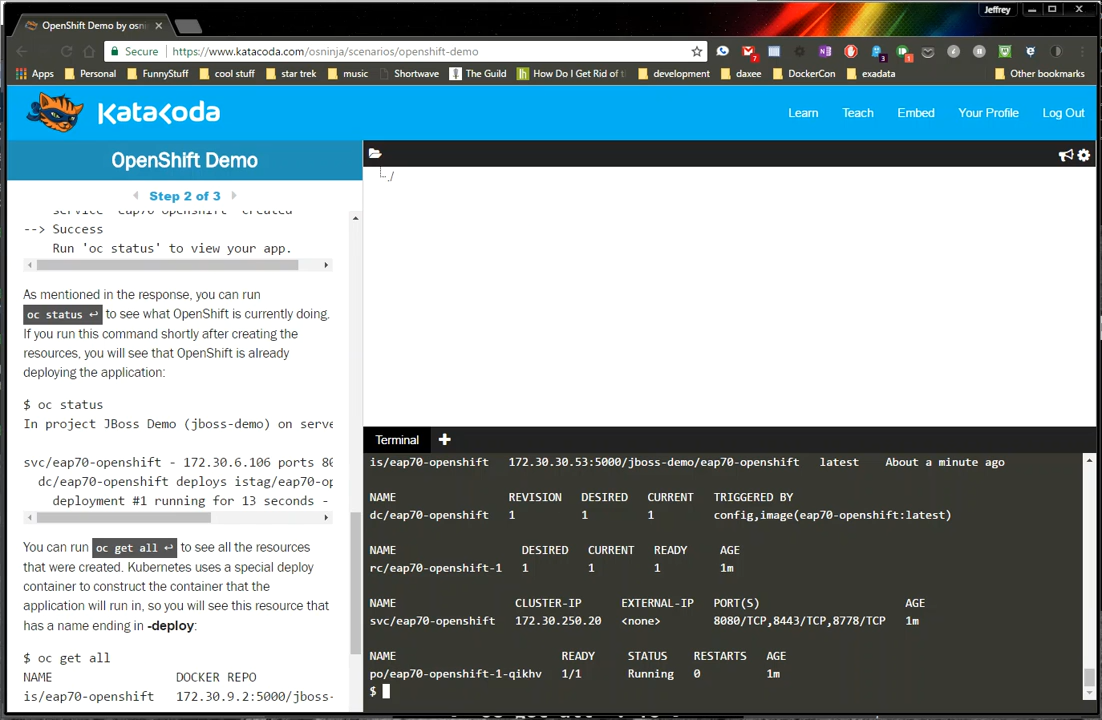 Jeffrey
OpenShift Demo by osni
Secure https://www.katacoda.com/osninja/scenarios/openshift-demo
7 3 1
Apps Personal FunnyStuff cool stuff star trek music Shortwave The Guild How Do I Get Rid of development daxee DockerCon exadata Other bookmarks
KataKoda
Learn Teach Embed Your Profile Log Out
OpenShift Demo
Step 2 of 3
./
service "eap70-openshift" created
--> Success
Run 'oc status' to view your app.
As mentioned in the response, you can run
oc status ↩ to see what OpenShift is currently doing.
If you run this command shortly after creating the
resources, you will see that OpenShift is already
deploying the application:
$ oc status
In project JBoss Demo (jboss-demo) on serve
svc/eap70-openshift - 172.30.6.106 ports 80
dc/eap70-openshift deploys istag/eap70-op
deployment #1 running for 13 seconds -
You can run oc get all ↩ to see all the resources
that were created. Kubernetes uses a special deploy
container to construct the container that the
application will run in, so you will see this resource that
has a name ending in -deploy:
$ oc get all
NAME DOCKER REPO
is/eap70-openshift 172.30.9.2:5000/jboss-
Terminal +
is/eap70-openshift 172.30.30.53:5000/jboss-demo/eap70-openshift latest About a minute ago
NAME REVISION DESIRED CURRENT TRIGGERED BY
dc/eap70-openshift 1 1 1 config,image(eap70-openshift:latest)
NAME DESIRED CURRENT READY AGE
rc/eap70-openshift-1 1 1 1 1m
NAME CLUSTER-IP EXTERNAL-IP PORT(S) AGE
svc/eap70-openshift 172.30.250.20 <none> 8080/TCP,8443/TCP,8778/TCP 1m
NAME READY STATUS RESTARTS AGE
po/eap70-openshift-1-qikhv 1/1 Running 0 1m
$